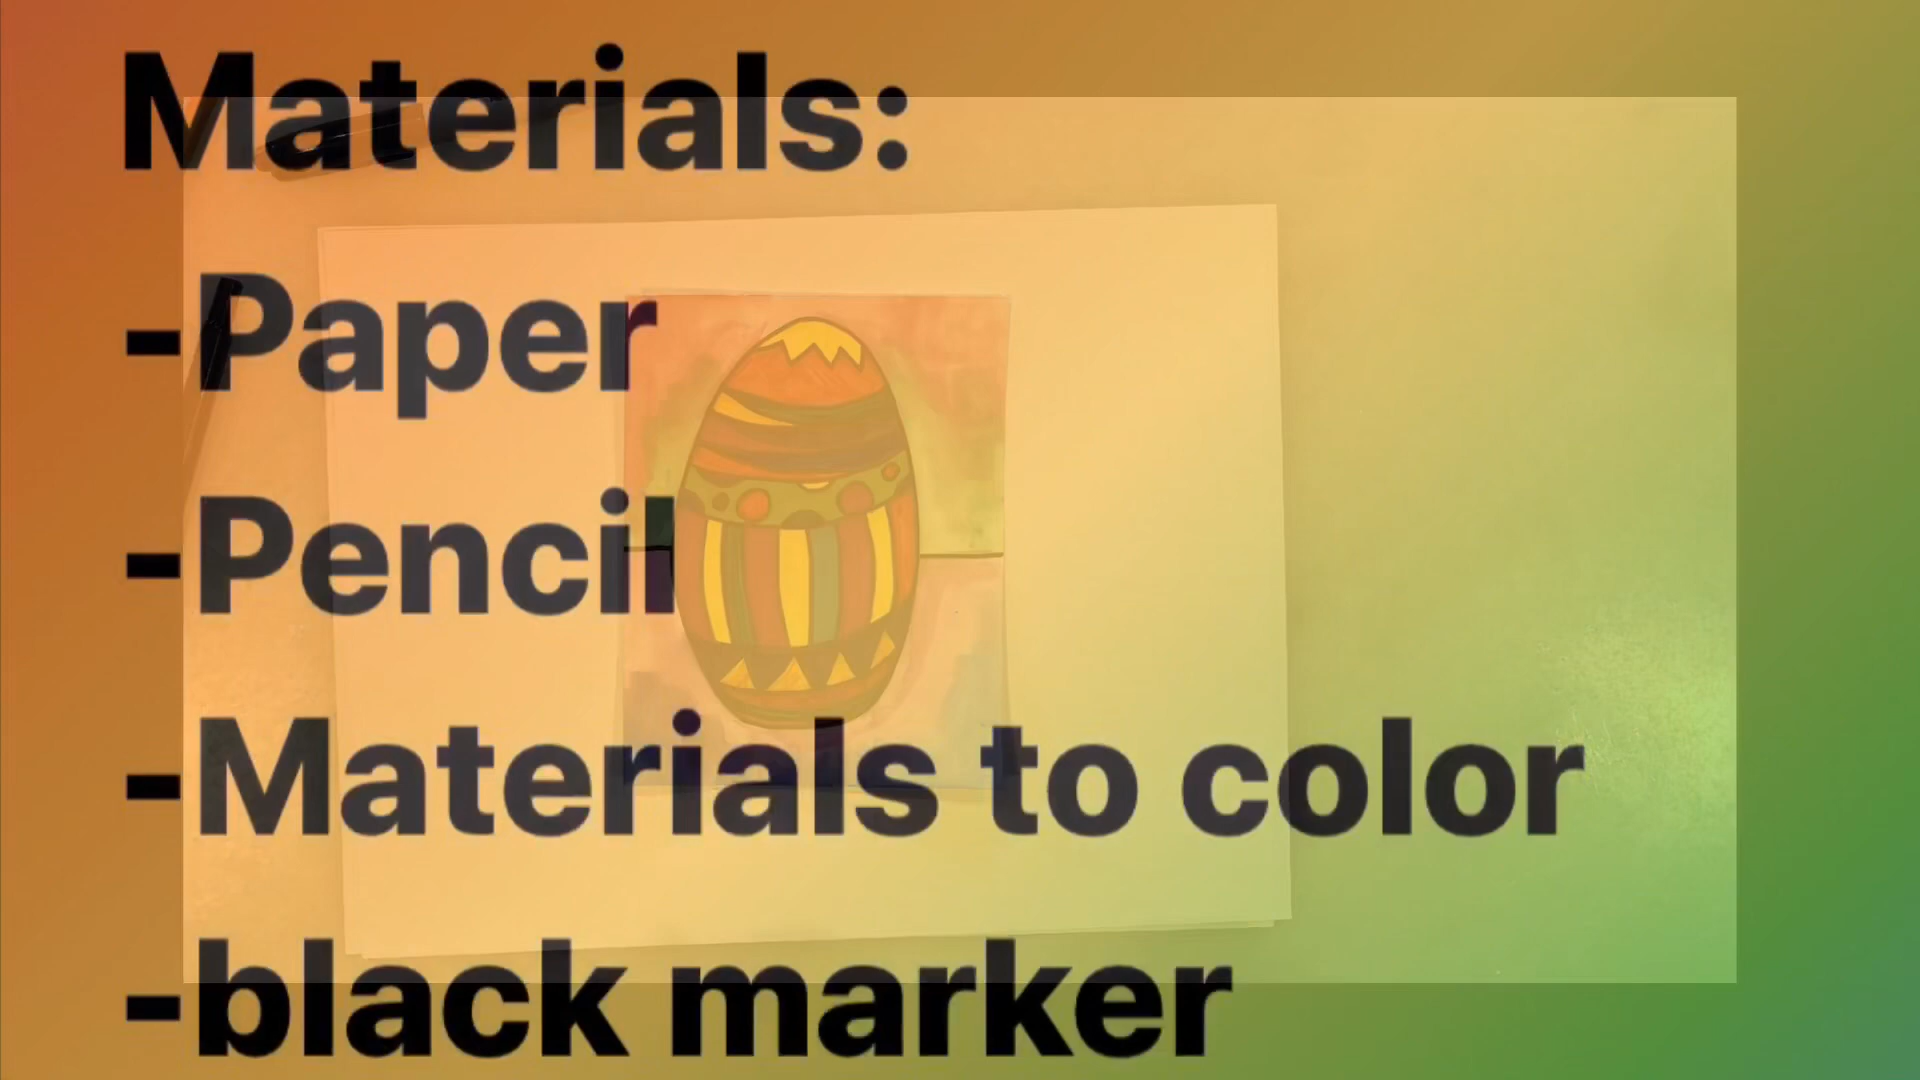 Materials:
-Paper
-Pencil
-Materials to color
-black marker